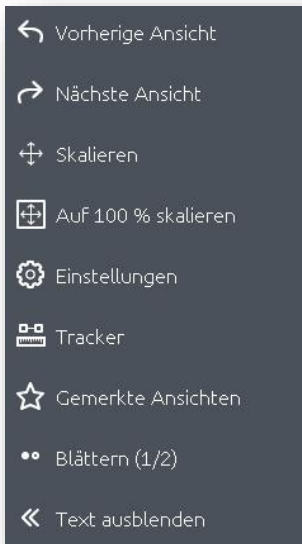 Vorherige Ansicht
Nächste Ansicht
Skalieren
Auf 100 % skalieren
Einstellungen
Tracker
Gemerkte Ansichten
Blättern (1/2)
Text ausblenden